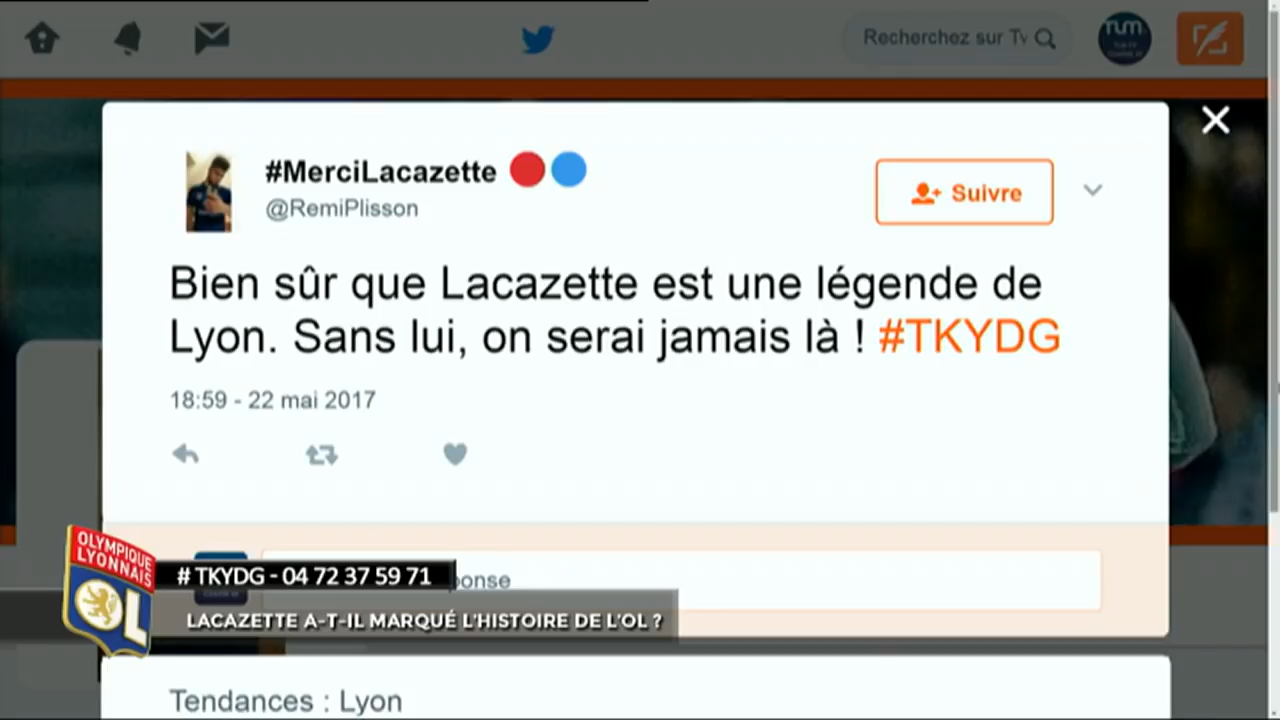 Recherchez sur Tv
TUM
#MerciLacazette
@RemiPlisson
Suivre
Bien sûr que Lacazette est une légende de
Lyon. Sans lui, on serai jamais là ! #TKYDG
18:59 - 22 mai 2017
OLYMPIQUE
LYONNAIS
OL
# TKYDG - 04 72 37 59 71
ponse
LACAZETTE A-T-IL MARQUÉ L'HISTOIRE DE L'OL ?
Tendances : Lyon